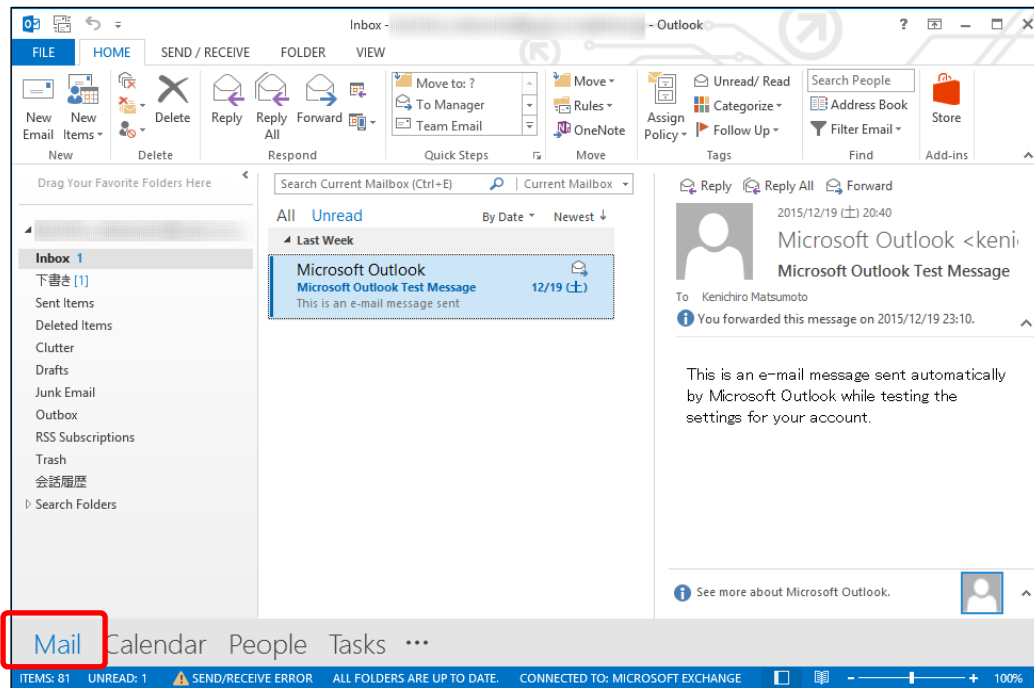 Inbox - - Outlook
FILE HOME SEND / RECEIVE FOLDER VIEW
New Email
New Items
Delete
Reply
Reply All
Forward
Move to: ?
To Manager
Team Email
Move
Rules
OneNote
Assign Policy
Unread/ Read
Categorize
Follow Up
Search People
Address Book
Filter Email
Store
New Delete Respond Quick Steps Move Tags Find Add-ins
Drag Your Favorite Folders Here
Inbox 1
下書き [1]
Sent Items
Deleted Items
Clutter
Drafts
Junk Email
Outbox
RSS Subscriptions
Trash
会話履歴
Search Folders
Search Current Mailbox (Ctrl+E) Current Mailbox
All Unread By Date Newest ↓
Last Week
Microsoft Outlook
Microsoft Outlook Test Message 12/19 (土)
This is an e-mail message sent
Reply Reply All Forward
2015/12/19 (土) 20:40
Microsoft Outlook <keni
Microsoft Outlook Test Message
To Kenichiro Matsumoto
You forwarded this message on 2015/12/19 23:10.
This is an e-mail message sent automatically
by Microsoft Outlook while testing the
settings for your account.
See more about Microsoft Outlook.
Mail Calendar People Tasks •••
ITEMS: 81 UNREAD: 1 SEND/RECEIVE ERROR ALL FOLDERS ARE UP TO DATE. CONNECTED TO: MICROSOFT EXCHANGE 100%